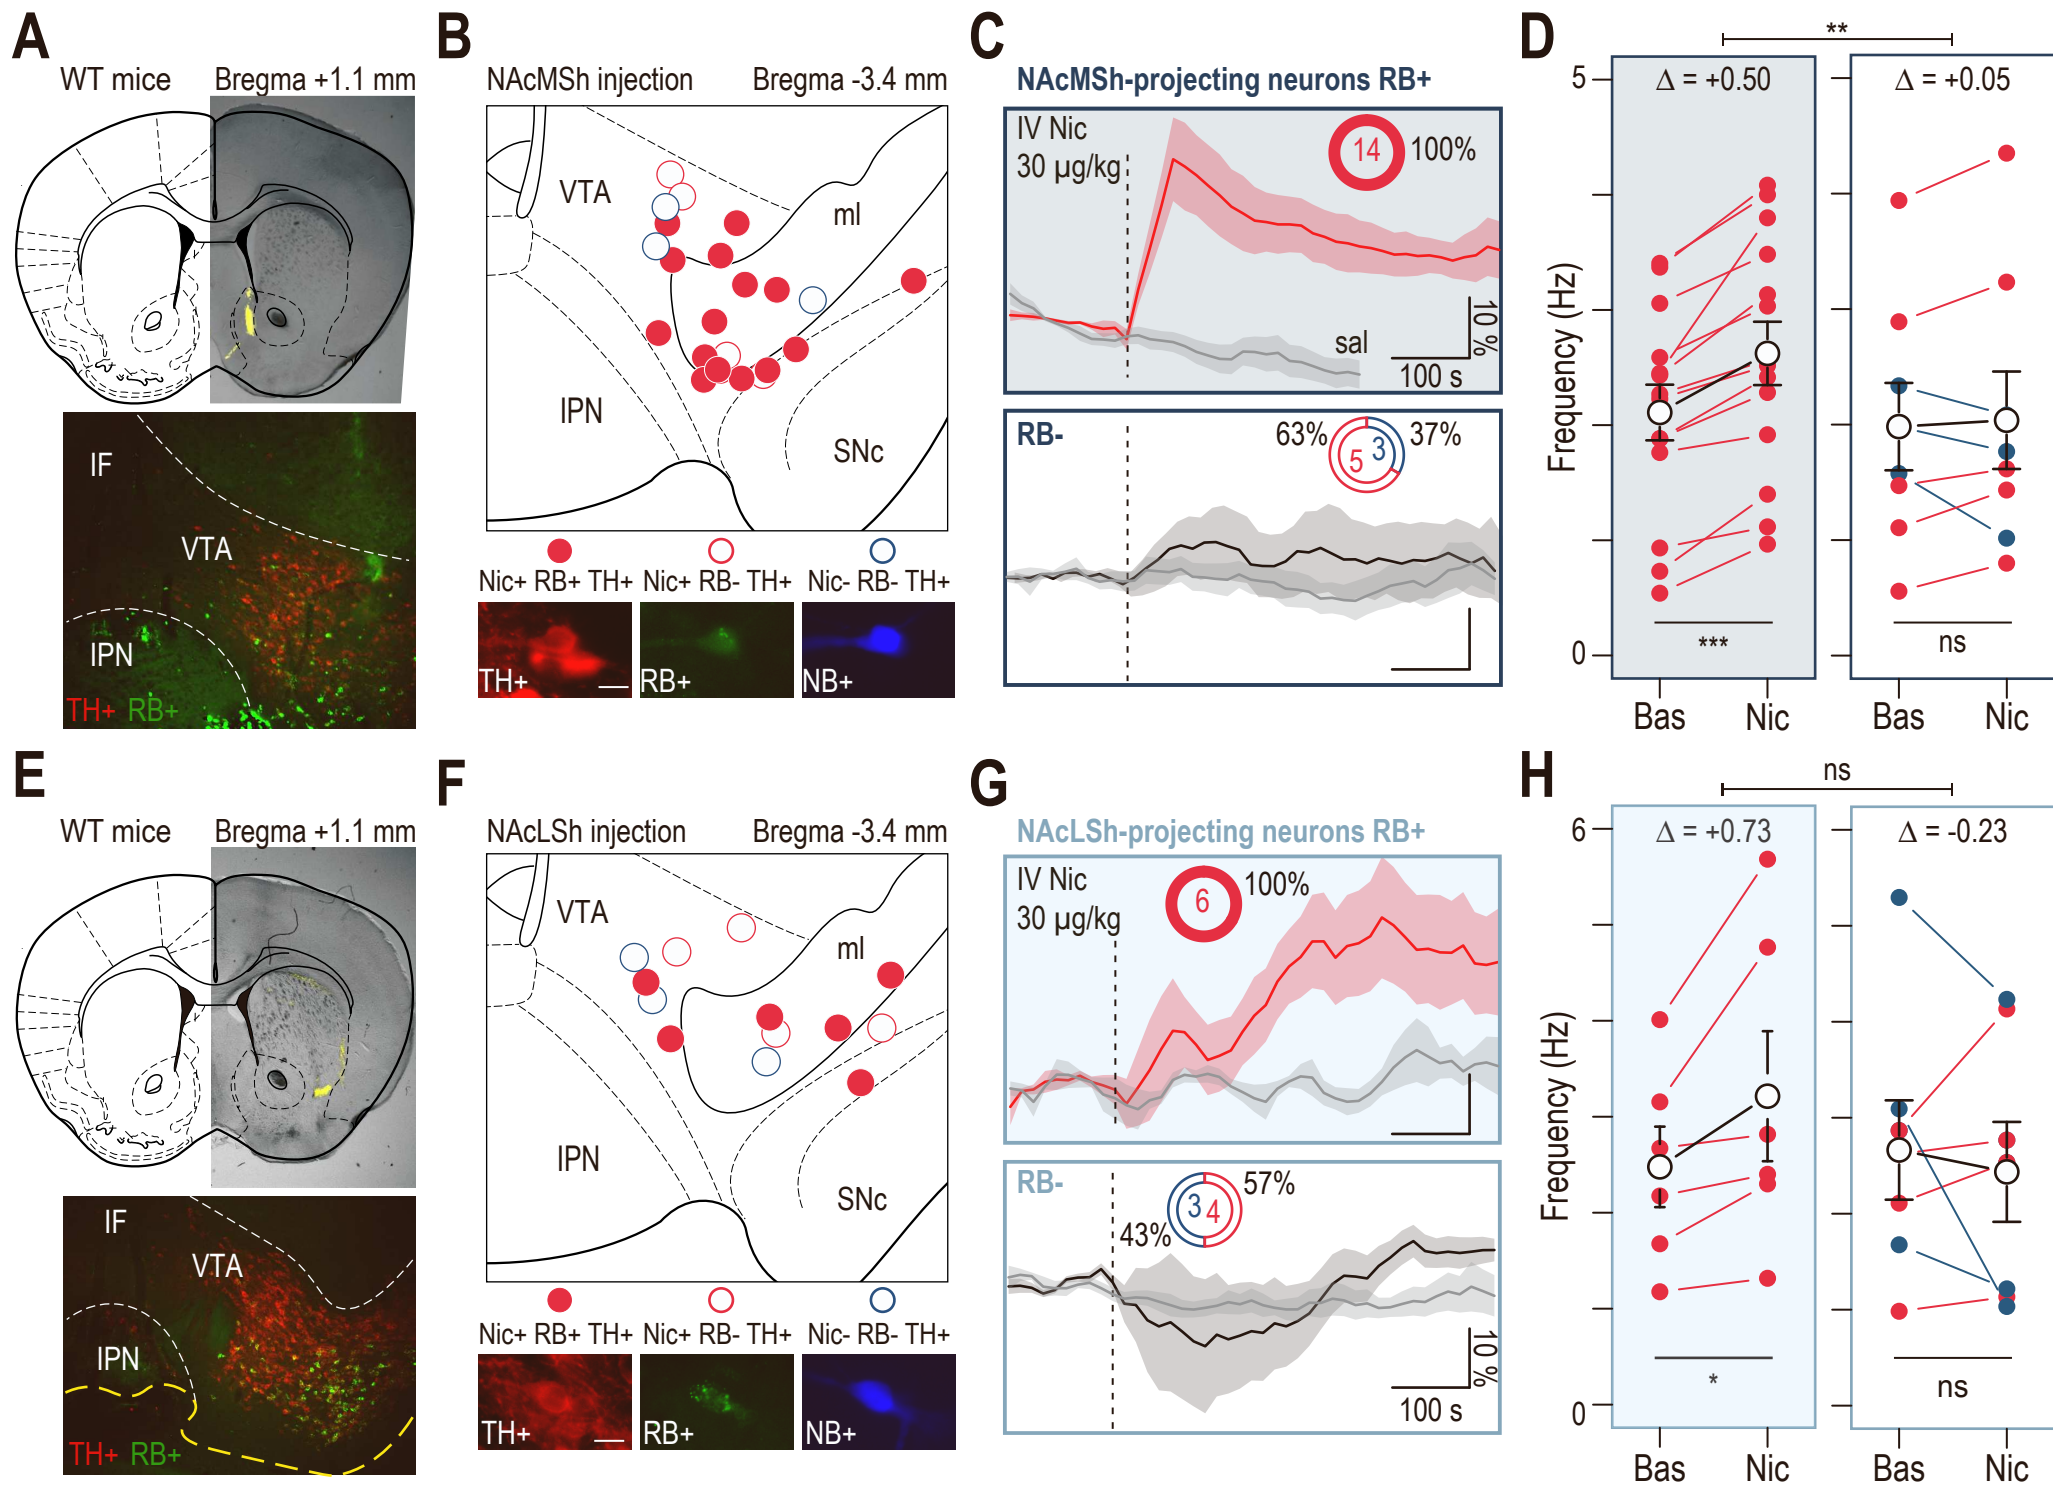 A
WT mice
Bregma +1.1 mm
IF
VTA
IPN
TH+ RB+
B
NAcMSh injection
Bregma -3.4 mm
VTA
ml
IPN
SNc
Nic+ RB+ TH+
Nic+ RB- TH+
Nic- RB- TH+
TH+
RB+
NB+
C
NAcMSh-projecting neurons RB+
IV Nic
30 µg/kg
14
100%
sal
10 %
100 s
RB-
63%
5
3
37%
D
**
Δ = +0.50
Δ = +0.05
5
Frequency (Hz)
0
***
ns
Bas
Nic
Bas
Nic
E
WT mice
Bregma +1.1 mm
IF
VTA
IPN
TH+ RB+
F
NAcLSh injection
Bregma -3.4 mm
VTA
ml
IPN
SNc
Nic+ RB+ TH+
Nic+ RB- TH+
Nic- RB- TH+
TH+
RB+
NB+
G
NAcLSh-projecting neurons RB+
IV Nic
30 µg/kg
6
100%
RB-
43%
3
4
57%
10 %
100 s
H
ns
Δ = +0.73
Δ = -0.23
6
Frequency (Hz)
0
*
ns
Bas
Nic
Bas
Nic